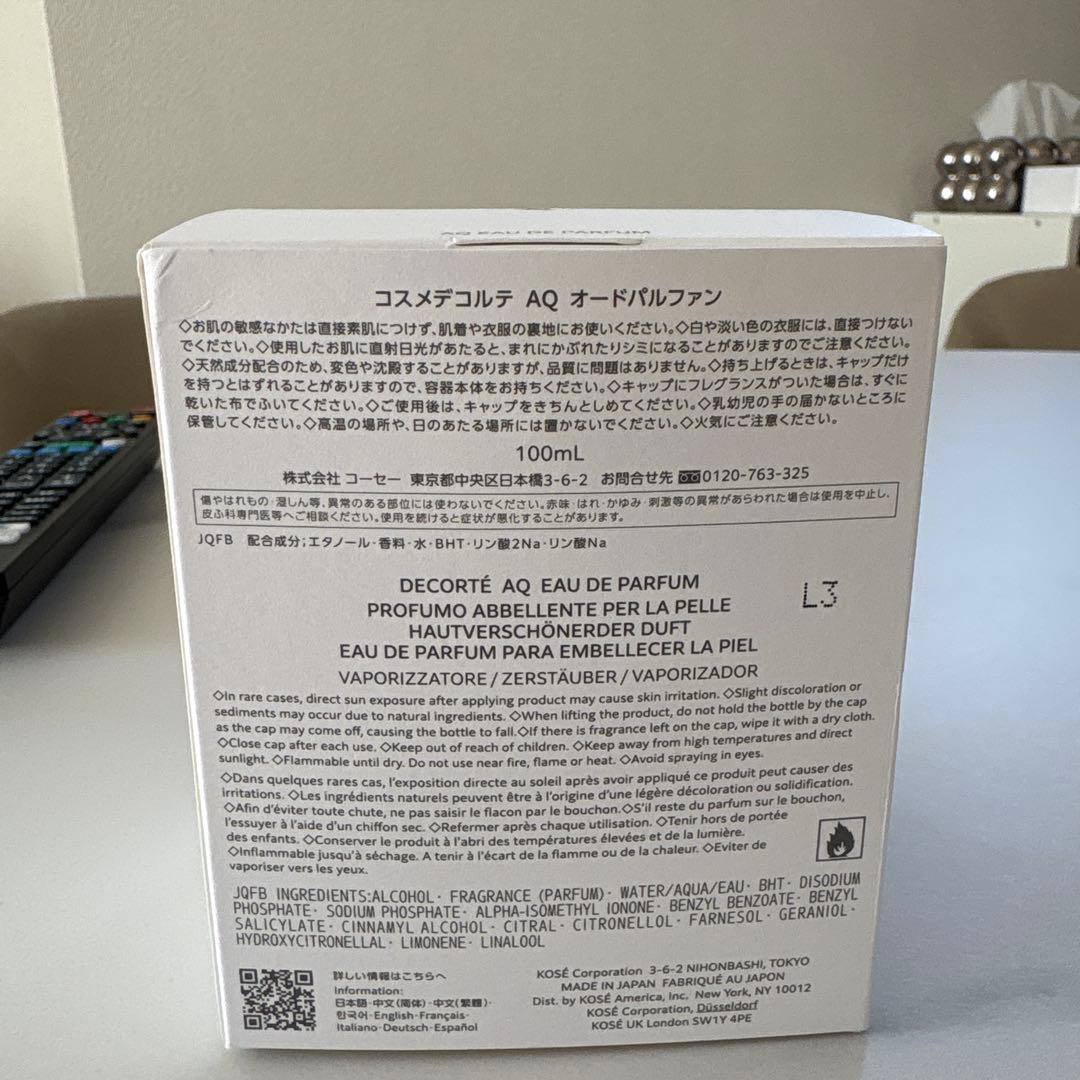 AQ EAU DE PARFUM
コスメデコルテ AQ オードパルファン
◇お肌の敏感なかたは直接素肌につけず、肌着や衣服の裏地にお使いください。◇白や淡い色の衣服には、直接つけない
でください。◇使用したお肌に直射日光があたると、まれにかぶれたりシミになることがありますのでご注意ください。
◇天然成分配合のため、変色や沈殿することがありますが、品質に問題はありません。◇持ち上げるときは、キャップだけ
を持つとはずれることがありますので、容器本体をお持ちください。◇キャップにフレグランスがついた場合は、すぐに
乾いた布でふいてください。◇ご使用後は、キャップをきちんとしめてください。◇乳幼児の手の届かないところに
保管してください。◇高温の場所や、日のあたる場所には置かないでください。◇火気にご注意ください。
100mL
株式会社 コーセー 東京都中央区日本橋3-6-2 お問合せ先 0120-763-325
傷やはれもの・湿しん等、異常のある部位には使わないでください。赤味・はれ・かゆみ・刺激等の異常があらわれた場合は使用を中止し、
皮ふ科専門医等へご相談ください。使用を続けると症状が悪化することがあります。
JQFB 配合成分;エタノール・香料・水・BHT・リン酸2Na・リン酸Na
DECORTÉ AQ EAU DE PARFUM
L3
PROFUMO ABBELLENTE PER LA PELLE
HAUTVERSCHÖNERDER DUFT
EAU DE PARFUM PARA EMBELLECER LA PIEL
VAPORIZZATORE / ZERSTÄUBER / VAPORIZADOR
◇In rare cases, direct sun exposure after applying product may cause skin irritation. ◇Slight discoloration or
sediments may occur due to natural ingredients. ◇When lifting the product, do not hold the bottle by the cap
as the cap may come off, causing the bottle to fall.◇If there is fragrance left on the cap, wipe it with a dry cloth.
◇Close cap after each use. ◇Keep out of reach of children. ◇Keep away from high temperatures and direct
sunlight. ◇Flammable until dry. Do not use near fire, flame or heat. ◇Avoid spraying in eyes.
◇Dans quelques rares cas, l'exposition directe au soleil après avoir appliqué ce produit peut causer des
irritations. ◇Les ingrédients naturels peuvent être à l'origine d'une légère décoloration ou solidification.
◇Afin d'éviter toute chute, ne pas saisir le flacon par le bouchon.◇S'il reste du parfum sur le bouchon,
l'essuyer à l'aide d'un chiffon sec. ◇Refermer après chaque utilisation. ◇Tenir hors de portée
des enfants. ◇Conserver le produit à l'abri des températures élevées et de la lumière.
◇Inflammable jusqu'à séchage. A tenir à l'écart de la flamme ou de la chaleur. ◇Eviter de
vaporiser vers les yeux.
JQFB INGREDIENTS:ALCOHOL・ FRAGRANCE (PARFUM)・ WATER/AQUA/EAU・ BHT・ DISODIUM
PHOSPHATE・ SODIUM PHOSPHATE・ ALPHA-ISOMETHYL IONONE・ BENZYL BENZOATE・ BENZYL
SALICYLATE・ CINNAMYL ALCOHOL・ CITRAL・ CITRONELLOL・ FARNESOL・ GERANIOL・
HYDROXYCITRONELLAL・ LIMONENE・ LINALOOL
詳しい情報はこちらへ
Information:
日本語・中文(简体)・中文(繁體)・
한국어・English・Français・
Italiano・Deutsch・Español
KOSÉ Corporation 3-6-2 NIHONBASHI, TOKYO
MADE IN JAPAN FABRIQUÉ AU JAPON
Dist. by KOSÉ America, Inc. New York, NY 10012
KOSÉ Corporation, Düsseldorf
KOSÉ UK London SW1Y 4PE